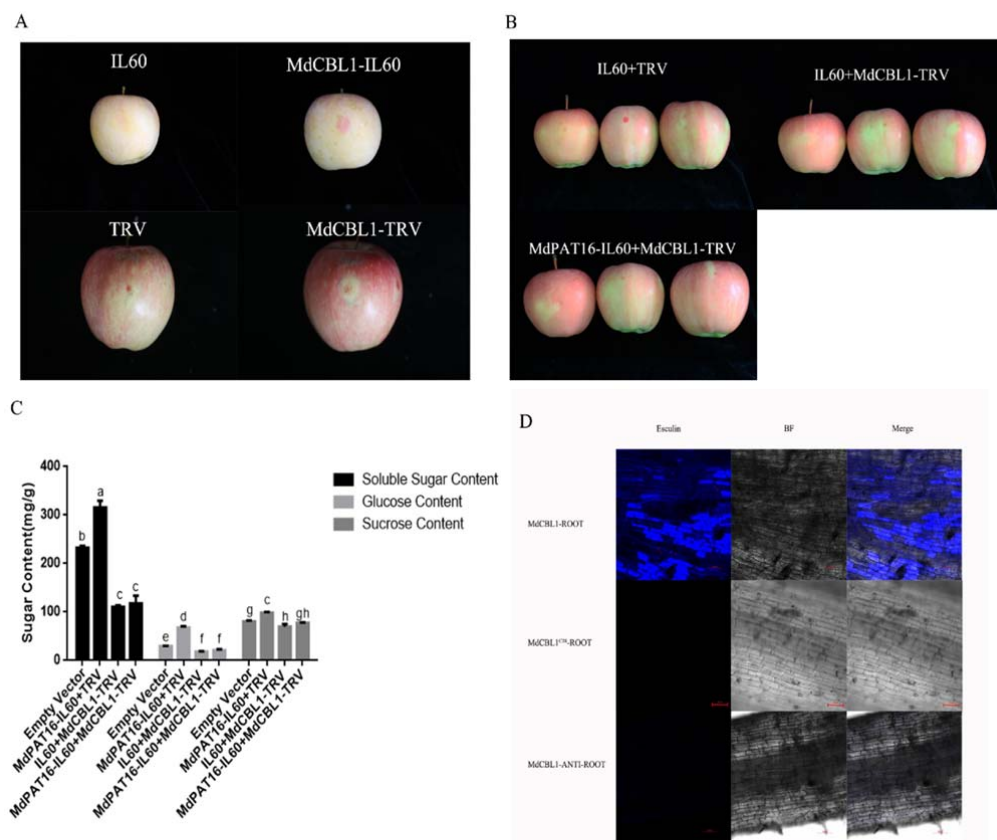 A
IL60
MdCBL1-IL60
TRV
MdCBL1-TRV
B
IL60+TRV
IL60+MdCBL1-TRV
MdPAT16-IL60+MdCBL1-TRV
C
Sugar Content(mg/g)
400
300
200
100
0
b
a
c
c
e
d
f
f
g
c
h
gh
Soluble Sugar Content
Glucose Content
Sucrose Content
Empty Vector
MdPAT16-IL60+TRV
IL60+MdCBL1-TRV
MdPAT16-IL60+MdCBL1-TRV
Empty Vector
MdPAT16-IL60+TRV
IL60+MdCBL1-TRV
MdPAT16-IL60+MdCBL1-TRV
Empty Vector
MdPAT16-IL60+TRV
IL60+MdCBL1-TRV
MdPAT16-IL60+MdCBL1-TRV
D
Esculin BF Merge
MdCBL1-ROOT
MdCBL1-ANTI-ROOT